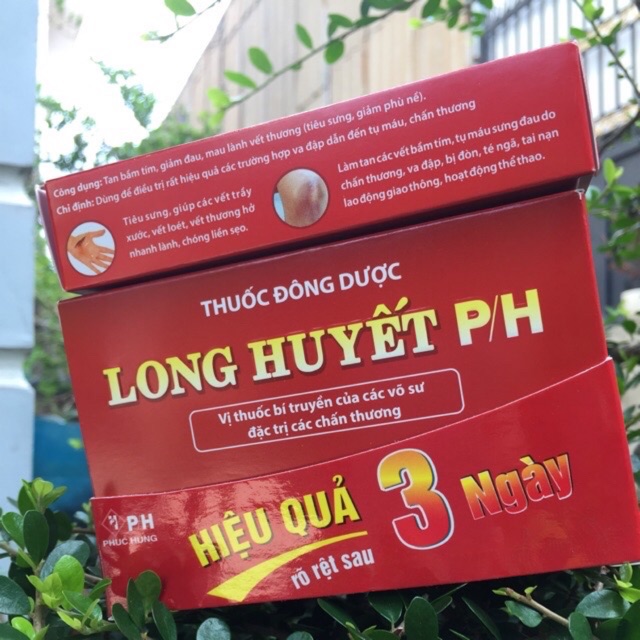 Công dụng: Tan bầm tím, giảm đau, mau lành vết thương (tiêu sưng, giảm phù nề).
Chỉ định: Dùng để điều trị rất hiệu quả các trường hợp va đập dẫn đến tụ máu, chấn thương
Tiêu sưng, giúp các vết trầy
xước, vết loét, vết thương hở
nhanh lành, chóng liền sẹo.
Làm tan các vết bầm tím, tụ máu sưng đau do
chấn thương, va đập, bị đòn, té ngã, tai nạn
lao động giao thông, hoạt động thể thao.
THUỐC ĐÔNG DƯỢC
LONG HUYẾT P/H
Vị thuốc bí truyền của các võ sư
đặc trị các chấn thương
PH
PHUC HUNG
HIỆU QUẢ 3 Ngày
rõ rệt sau